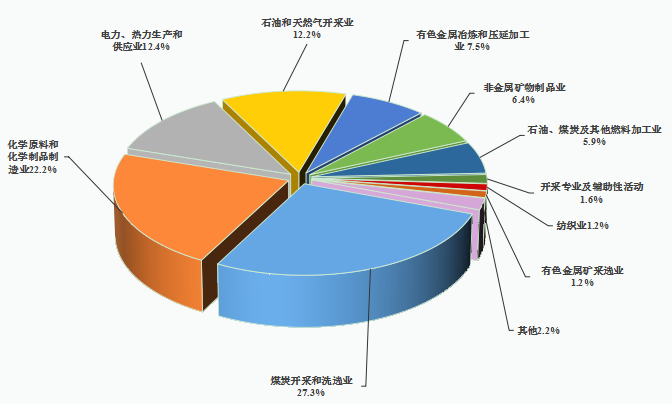 石油和天然气开采业
12.2%
电力、热力生产和
供应业12.4%
有色金属冶炼和压延加工
业 7.5%
非金属矿物制品业
6.4%
石油、煤炭及其他燃料加工业
5.9%
化学原料和
化学制品制
造业22.2%
开采专业及辅助性活动
1.6%
纺织业1.2%
有色金属矿采选业
1.2%
其他2.2%
煤炭开采和洗选业
27.3%